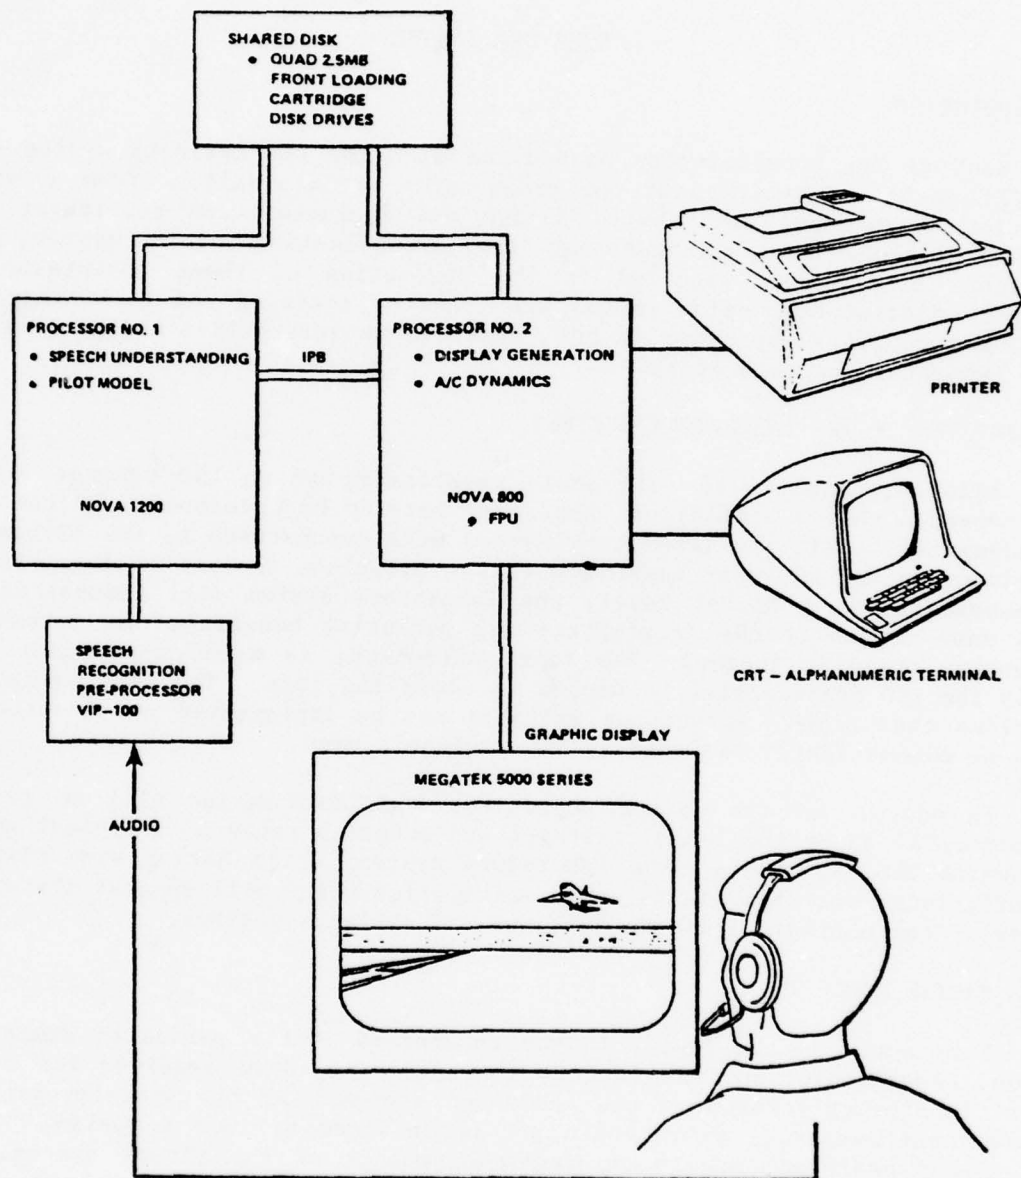 SHARED DISK
• QUAD 2.5MB
FRONT LOADING
CARTRIDGE
DISK DRIVES
PROCESSOR NO. 1
• SPEECH UNDERSTANDING
• PILOT MODEL
NOVA 1200
IPB
PROCESSOR NO. 2
• DISPLAY GENERATION
• A/C DYNAMICS
NOVA 800
• FPU
PRINTER
CRT – ALPHANUMERIC TERMINAL
SPEECH
RECOGNITION
PRE-PROCESSOR
VIP–100
GRAPHIC DISPLAY
MEGATEK 5000 SERIES
AUDIO